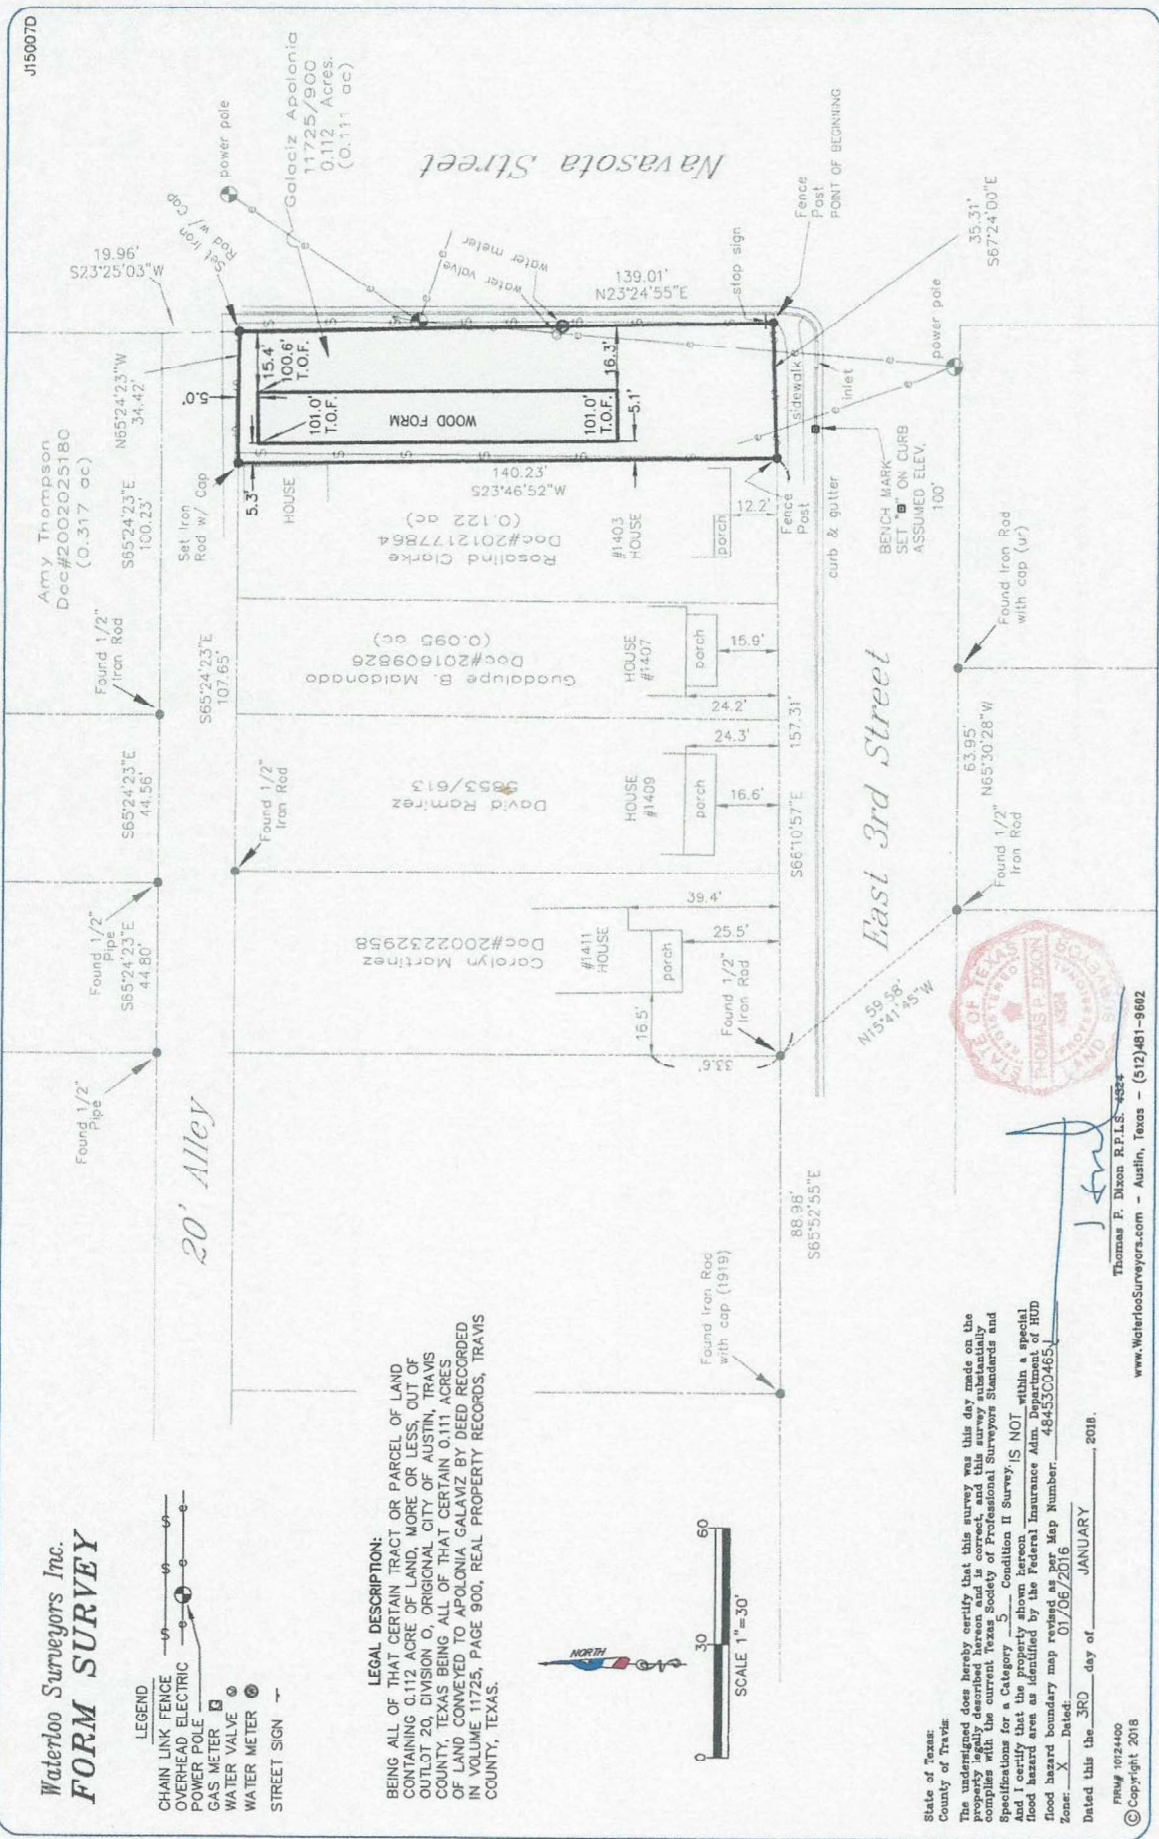 J15007D
Waterloo Surveyors Inc.
FORM SURVEY
LEGEND
CHAIN LINK FENCE
OVERHEAD ELECTRIC
POWER POLE
GAS METER
WATER VALVE
WATER METER
STREET SIGN
LEGAL DESCRIPTION:
BEING ALL OF THAT CERTAIN TRACT OR PARCEL OF LAND
CONTAINING 0.112 ACRE OF LAND, MORE OR LESS, OUT OF
OUTLOT 20, DIVISION O, ORIGIONAL CITY OF AUSTIN, TRAVIS
COUNTY, TEXAS BEING ALL OF THAT CERTAIN 0.111 ACRES
OF LAND CONVEYED TO APOLONIA GALAVIZ BY DEED RECORDED
IN VOLUME 11725, PAGE 900, REAL PROPERTY RECORDS, TRAVIS
COUNTY, TEXAS.
NORTH
0 30 60
SCALE 1"=30'
20' Alley
Found 1/2"
Pipe
S65°24'23"E
44.80'
Found 1/2"
Pipe
S65°24'23"E
44.56'
Found 1/2"
Iron Rod
S65°24'23"E
100.23'
Amy Thompson
Doc#2002025180
(0.317 ac)
19.96'
S23°25'03"W
S65°24'23"E
107.65'
Found 1/2"
Iron Rod
Set Iron
Rod w/ Cap
N65°24'23"W
34.42'
Set Iron
Rod w/ Cap
power pole
Galaciz Apolonia
11725/900
0.112 Acres.
(0.111 ac)
Navasota Street
5.3'
5.0'
15.4'
101.0'
T.O.F.
100.6'
T.O.F.
WOOD FORM
101.0'
T.O.F.
5.1'
16.3'
140.23'
S23°46'52"W
water valve
water meter
139.01'
N23°24'55"E
stop sign
Fence
Post
POINT OF BEGINNING
35.31'
S67°24'00"E
power pole
sidewalk
inlet
BENCH MARK
SET "■" ON CURB
ASSUMED ELEV.
100'
curb & gutter
Fence
Post
HOUSE
Rosalind Clarke
Doc#201217764
(0.122 ac)
#1403
HOUSE
porch
12.2'
Guadalupe B. Maldonado
Doc#201609826
(0.095 ac)
HOUSE
#1407
porch
15.9'
24.2'
David Ramirez
/613
HOUSE
#1409
porch
24.3'
16.6'
157.31'
S66°10'57"E
Carolyn Martinez
Doc#2002232958
#1411
HOUSE
porch
39.4'
25.5'
16.5'
33.6'
Found 1/2"
Iron Rod
East 3rd Street
59.58'
N15°41'45"W
Found 1/2"
Iron Rod
63.95'
N65°30'28"W
Found Iron Rod
with cap (ur)
88.98'
S65°52'55"E
Found Iron Rod
with cap (1919)
State of Texas:
County of Travis:
The undersigned does hereby certify that this survey was this day made on the
property legally described hereon and is correct, and this survey substantially
complies with the current Texas Society of Professional Surveyors Standards and
Specifications for a Category 5 Condition II Survey.
And I certify that the property shown hereon IS NOT within a special
flood hazard area as identified by the Federal Insurance Adm. Department of HUD
flood hazard boundary map revised as per Map Number: 48453C0465J
Zone: X Dated: 01/06/2016
Dated this the 3RD day of JANUARY, 2018.
STATE OF TEXAS
REGISTERED
THOMAS P. DIXON
4324
PROFESSIONAL
LAND SURVEYOR
Thomas P. Dixon R.P.L.S. 4324
FIRM# 10124400
© Copyright 2018
www.WaterlooSurveyors.com - Austin, Texas - (512)481-9602